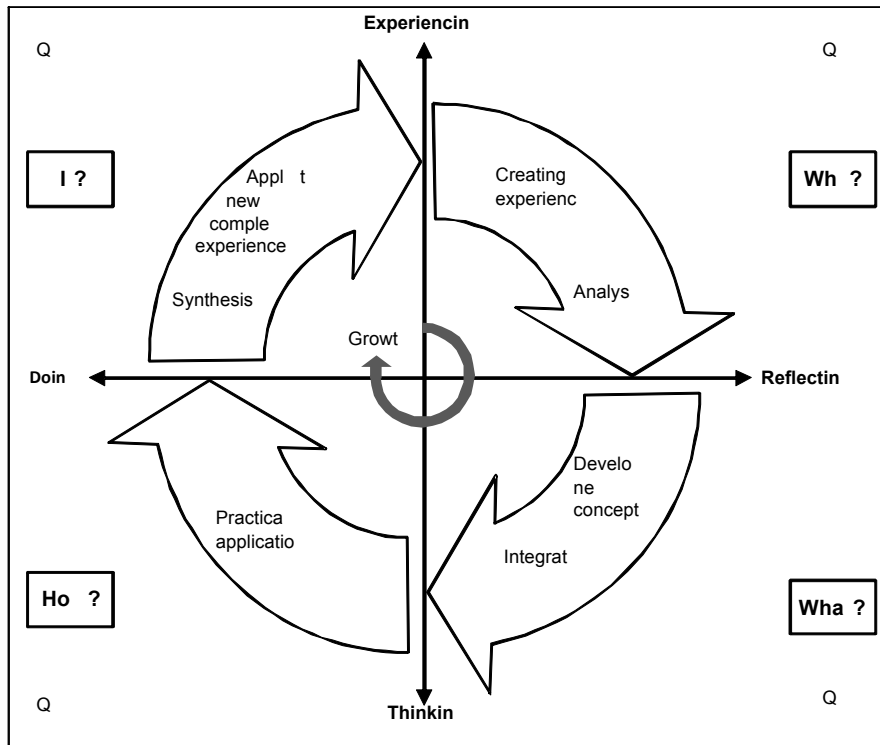 Experiencin
Q
Q
I ?
Wh ?
Appl t
new
comple
experience
Synthesis
Creating
experienc
Analys
Growt
Doin
Reflectin
Practica
applicatio
Develo
ne
concept
Integrat
Ho ?
Wha ?
Q
Q
Thinkin